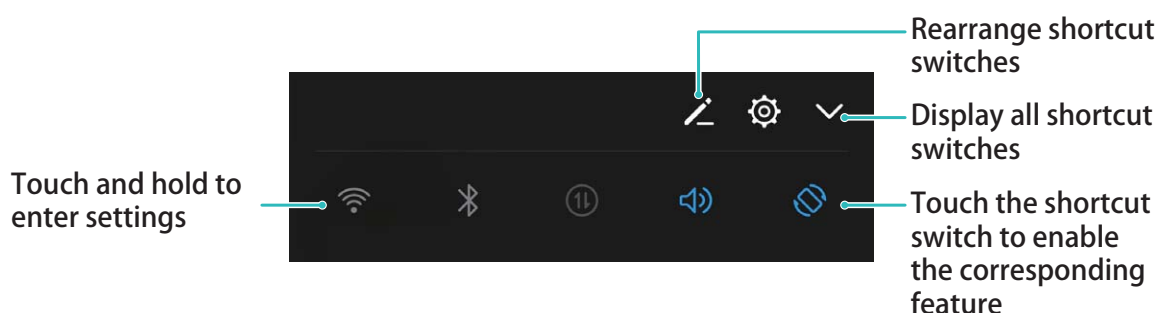 Rearrange shortcut
switches
Display all shortcut
switches
Touch and hold to
enter settings
Touch the shortcut
switch to enable
the corresponding
feature